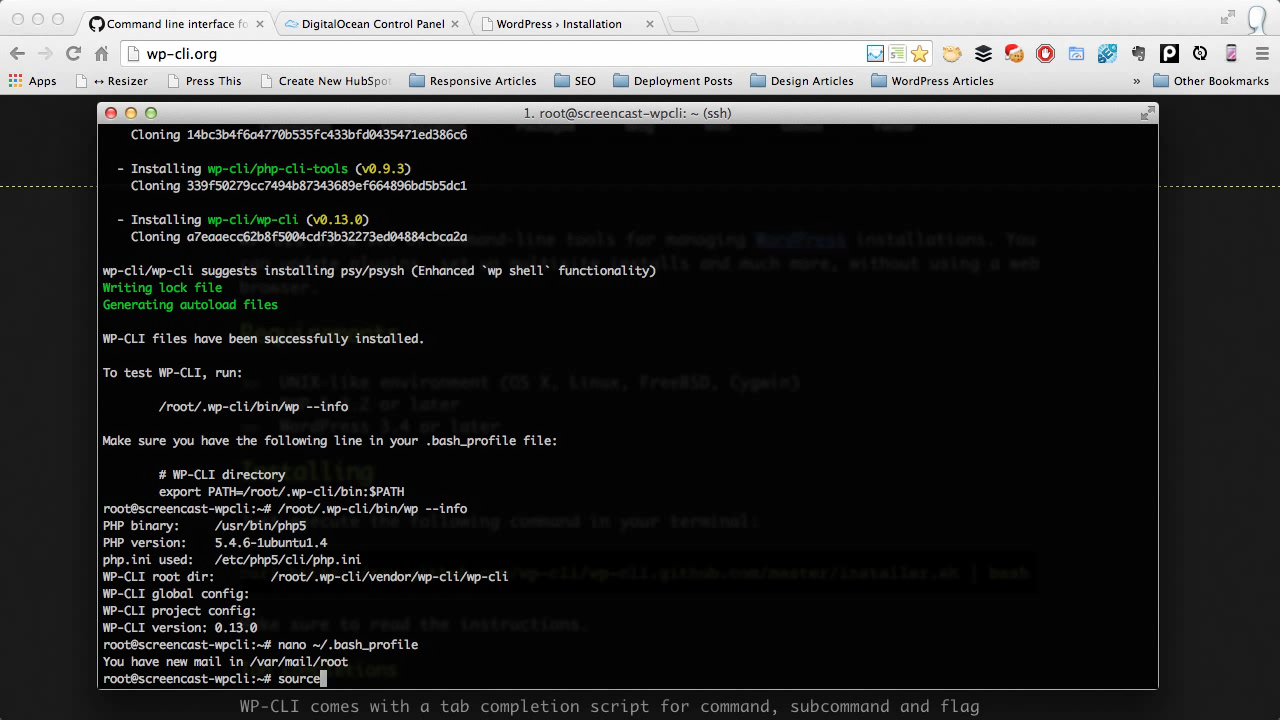 Command line interface fo
DigitalOcean Control Panel
WordPress › Installation
wp-cli.org
Apps
↔ Resizer
Press This
Create New HubSpot
Responsive Articles
SEO
Deployment Posts
Design Articles
WordPress Articles
»
Other Bookmarks
1. root@screencast-wpcli: ~ (ssh)
Cloning 14bc3b4f6a4770b535fc433bfd0435471ed386c6
- Installing wp-cli/php-cli-tools (v0.9.3)
Cloning 339f50279cc7494b87343689ef664896bd5b5dc1
- Installing wp-cli/wp-cli (v0.13.0)
Cloning a7eaaecc62b8f5004cdf3b32273ed04884cbca2a
wp-cli/wp-cli suggests installing psy/psysh (Enhanced `wp shell` functionality)
Writing lock file
Generating autoload files
WP-CLI files have been successfully installed.
To test WP-CLI, run:
/root/.wp-cli/bin/wp --info
Make sure you have the following line in your .bash_profile file:
# WP-CLI directory
export PATH=/root/.wp-cli/bin:$PATH
root@screencast-wpcli:~# /root/.wp-cli/bin/wp --info
PHP binary: /usr/bin/php5
PHP version: 5.4.6-1ubuntu1.4
php.ini used: /etc/php5/cli/php.ini
WP-CLI root dir: /root/.wp-cli/vendor/wp-cli/wp-cli
WP-CLI global config:
WP-CLI project config:
WP-CLI version: 0.13.0
root@screencast-wpcli:~# nano ~/.bash_profile
You have new mail in /var/mail/root
root@screencast-wpcli:~# source
WP-CLI comes with a tab completion script for command, subcommand and flag